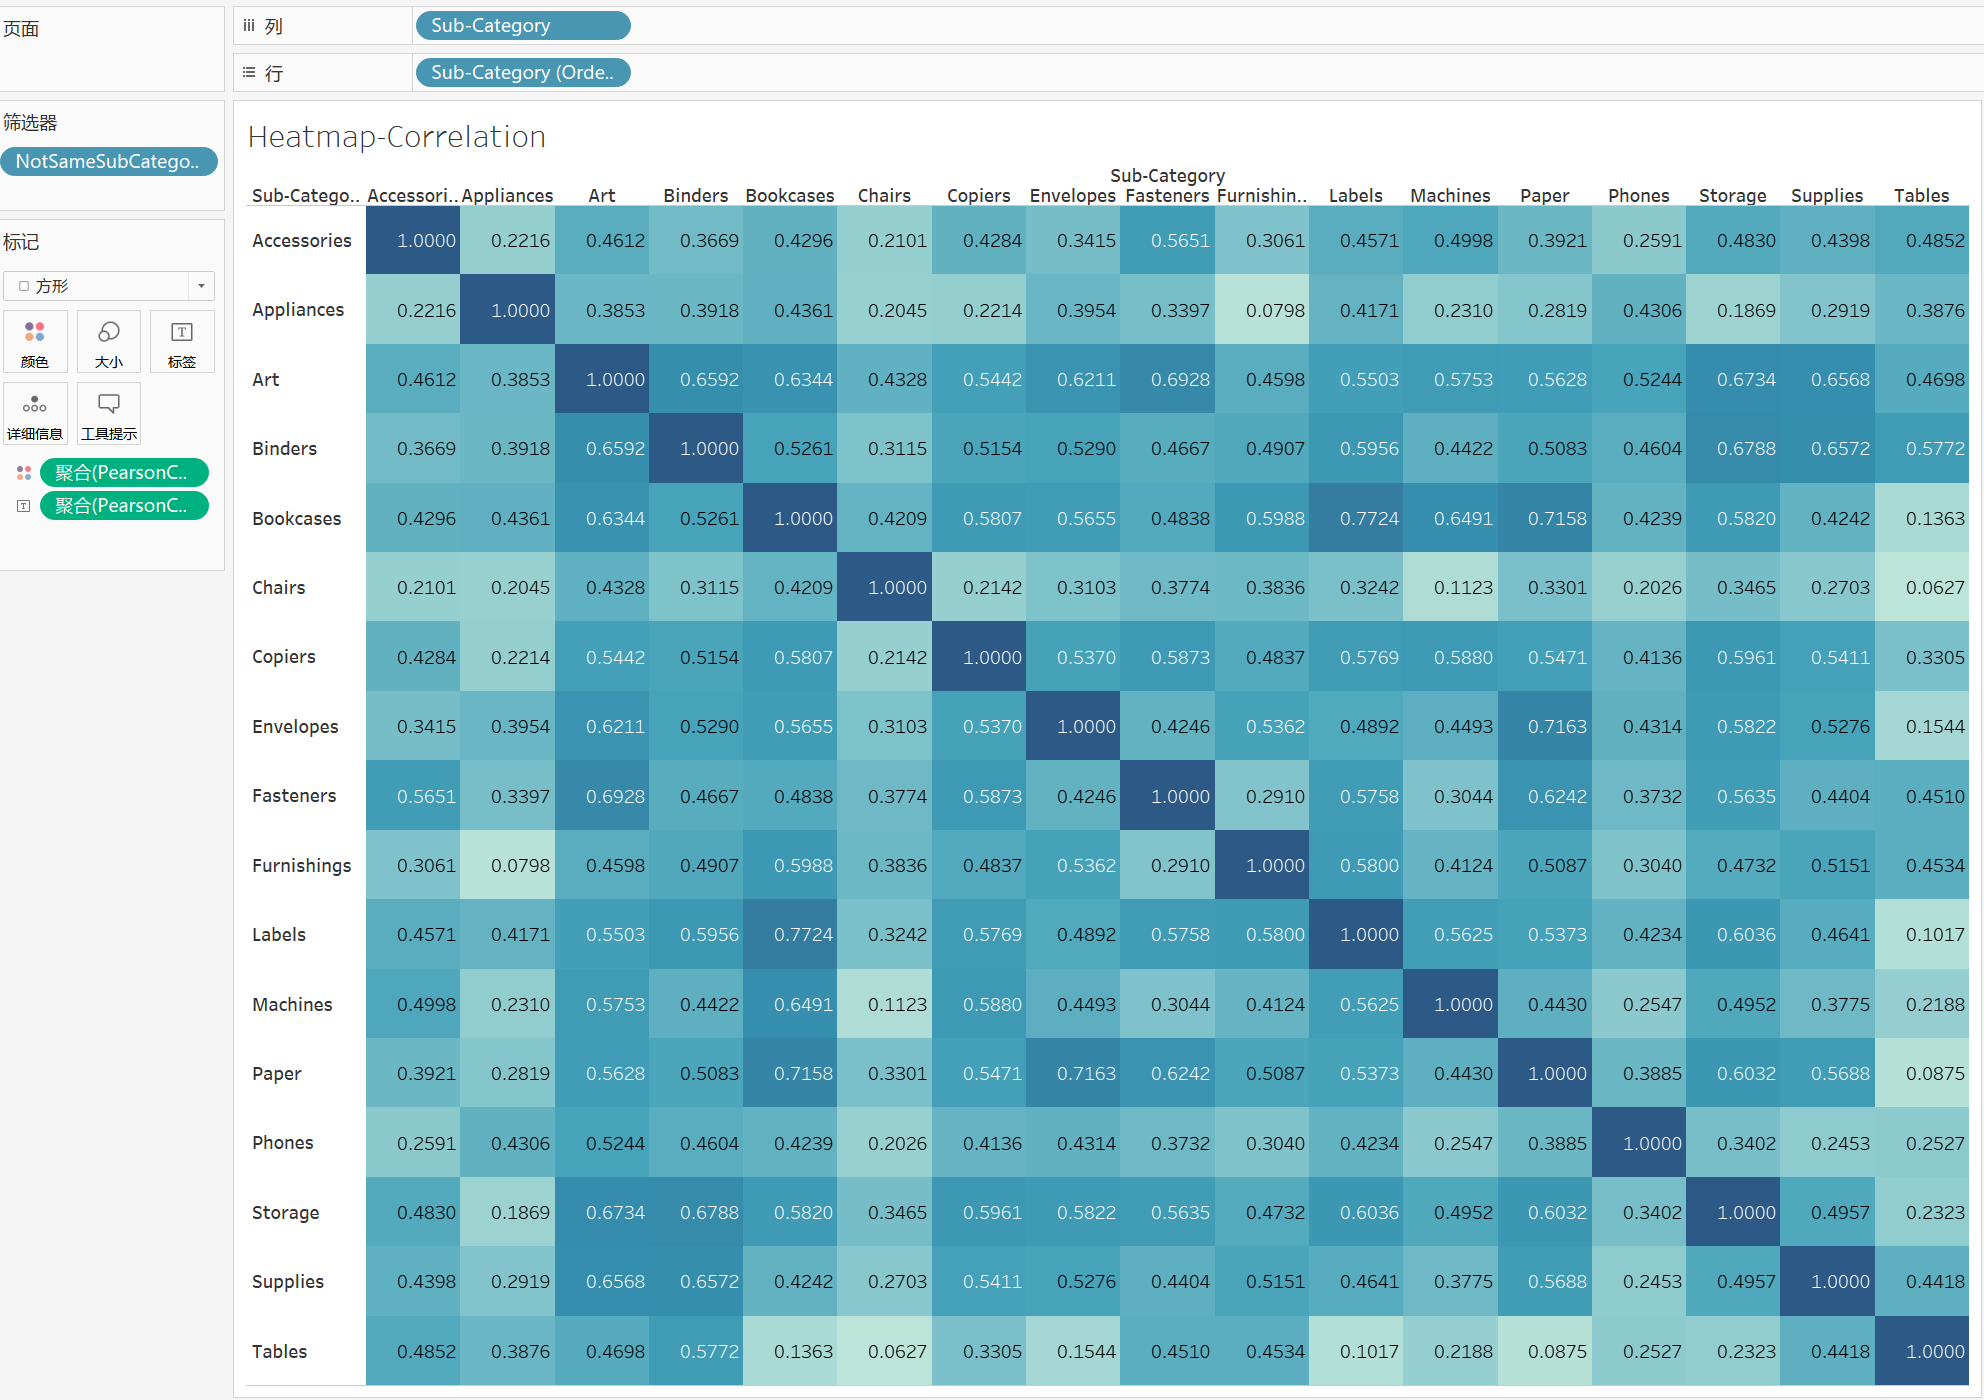 页面
iii 列 Sub-Category
行 Sub-Category (Orde..
筛选器
NotSameSubCatego..
标记
方形
颜色 大小 标签
详细信息 工具提示
聚合(PearsonC..
聚合(PearsonC..
Heatmap-Correlation
Sub-Category
Sub-Catego.. Accessori.. Appliances Art Binders Bookcases Chairs Copiers Envelopes Fasteners Furnishin.. Labels Machines Paper Phones Storage Supplies Tables
Accessories 1.0000 0.2216 0.4612 0.3669 0.4296 0.2101 0.4284 0.3415 0.5651 0.3061 0.4571 0.4998 0.3921 0.2591 0.4830 0.4398 0.4852
Appliances 0.2216 1.0000 0.3853 0.3918 0.4361 0.2045 0.2214 0.3954 0.3397 0.0798 0.4171 0.2310 0.2819 0.4306 0.1869 0.2919 0.3876
Art 0.4612 0.3853 1.0000 0.6592 0.6344 0.4328 0.5442 0.6211 0.6928 0.4598 0.5503 0.5753 0.5628 0.5244 0.6734 0.6568 0.4698
Binders 0.3669 0.3918 0.6592 1.0000 0.5261 0.3115 0.5154 0.5290 0.4667 0.4907 0.5956 0.4422 0.5083 0.4604 0.6788 0.6572 0.5772
Bookcases 0.4296 0.4361 0.6344 0.5261 1.0000 0.4209 0.5807 0.5655 0.4838 0.5988 0.7724 0.6491 0.7158 0.4239 0.5820 0.4242 0.1363
Chairs 0.2101 0.2045 0.4328 0.3115 0.4209 1.0000 0.2142 0.3103 0.3774 0.3836 0.3242 0.1123 0.3301 0.2026 0.3465 0.2703 0.0627
Copiers 0.4284 0.2214 0.5442 0.5154 0.5807 0.2142 1.0000 0.5370 0.5873 0.4837 0.5769 0.5880 0.5471 0.4136 0.5961 0.5411 0.3305
Envelopes 0.3415 0.3954 0.6211 0.5290 0.5655 0.3103 0.5370 1.0000 0.4246 0.5362 0.4892 0.4493 0.7163 0.4314 0.5822 0.5276 0.1544
Fasteners 0.5651 0.3397 0.6928 0.4667 0.4838 0.3774 0.5873 0.4246 1.0000 0.2910 0.5758 0.3044 0.6242 0.3732 0.5635 0.4404 0.4510
Furnishings 0.3061 0.0798 0.4598 0.4907 0.5988 0.3836 0.4837 0.5362 0.2910 1.0000 0.5800 0.4124 0.5087 0.3040 0.4732 0.5151 0.4534
Labels 0.4571 0.4171 0.5503 0.5956 0.7724 0.3242 0.5769 0.4892 0.5758 0.5800 1.0000 0.5625 0.5373 0.4234 0.6036 0.4641 0.1017
Machines 0.4998 0.2310 0.5753 0.4422 0.6491 0.1123 0.5880 0.4493 0.3044 0.4124 0.5625 1.0000 0.4430 0.2547 0.4952 0.3775 0.2188
Paper 0.3921 0.2819 0.5628 0.5083 0.7158 0.3301 0.5471 0.7163 0.6242 0.5087 0.5373 0.4430 1.0000 0.3885 0.6032 0.5688 0.0875
Phones 0.2591 0.4306 0.5244 0.4604 0.4239 0.2026 0.4136 0.4314 0.3732 0.3040 0.4234 0.2547 0.3885 1.0000 0.3402 0.2453 0.2527
Storage 0.4830 0.1869 0.6734 0.6788 0.5820 0.3465 0.5961 0.5822 0.5635 0.4732 0.6036 0.4952 0.6032 0.3402 1.0000 0.4957 0.2323
Supplies 0.4398 0.2919 0.6568 0.6572 0.4242 0.2703 0.5411 0.5276 0.4404 0.5151 0.4641 0.3775 0.5688 0.2453 0.4957 1.0000 0.4418
Tables 0.4852 0.3876 0.4698 0.5772 0.1363 0.0627 0.3305 0.1544 0.4510 0.4534 0.1017 0.2188 0.0875 0.2527 0.2323 0.4418 1.0000